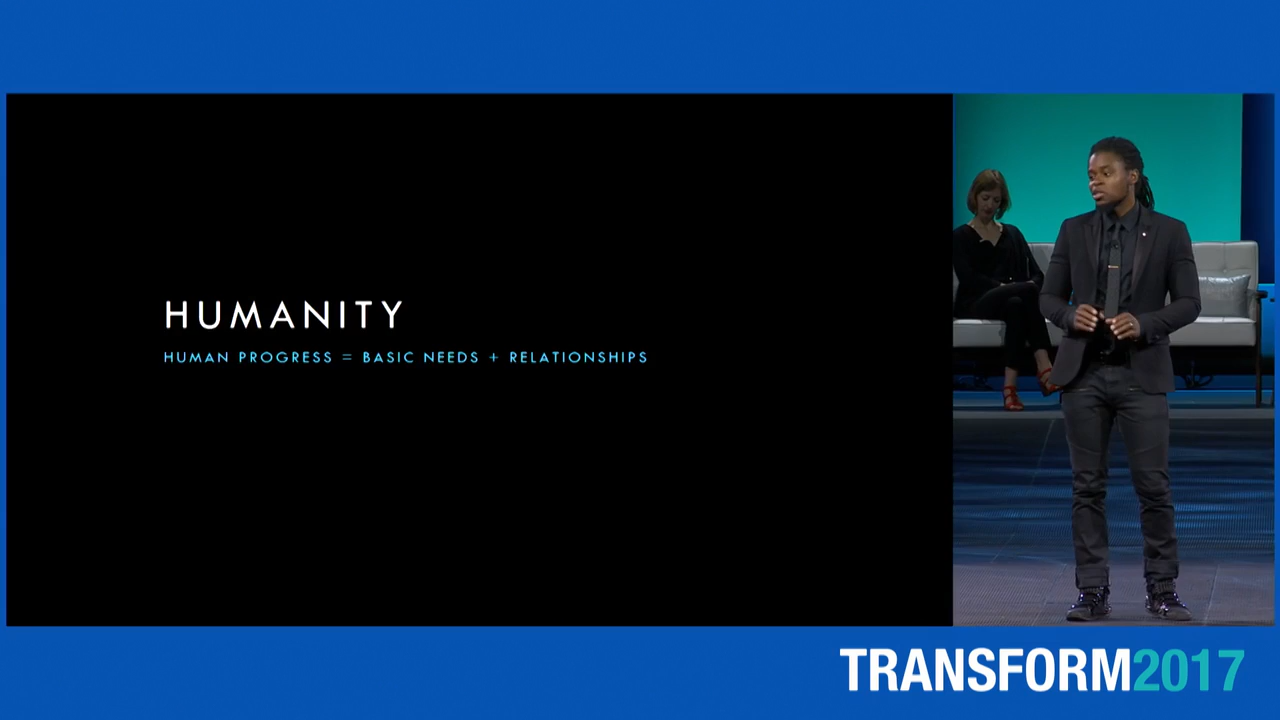 HUMANITY
HUMAN PROGRESS = BASIC NEEDS + RELATIONSHIPS
TRANSFORM2017